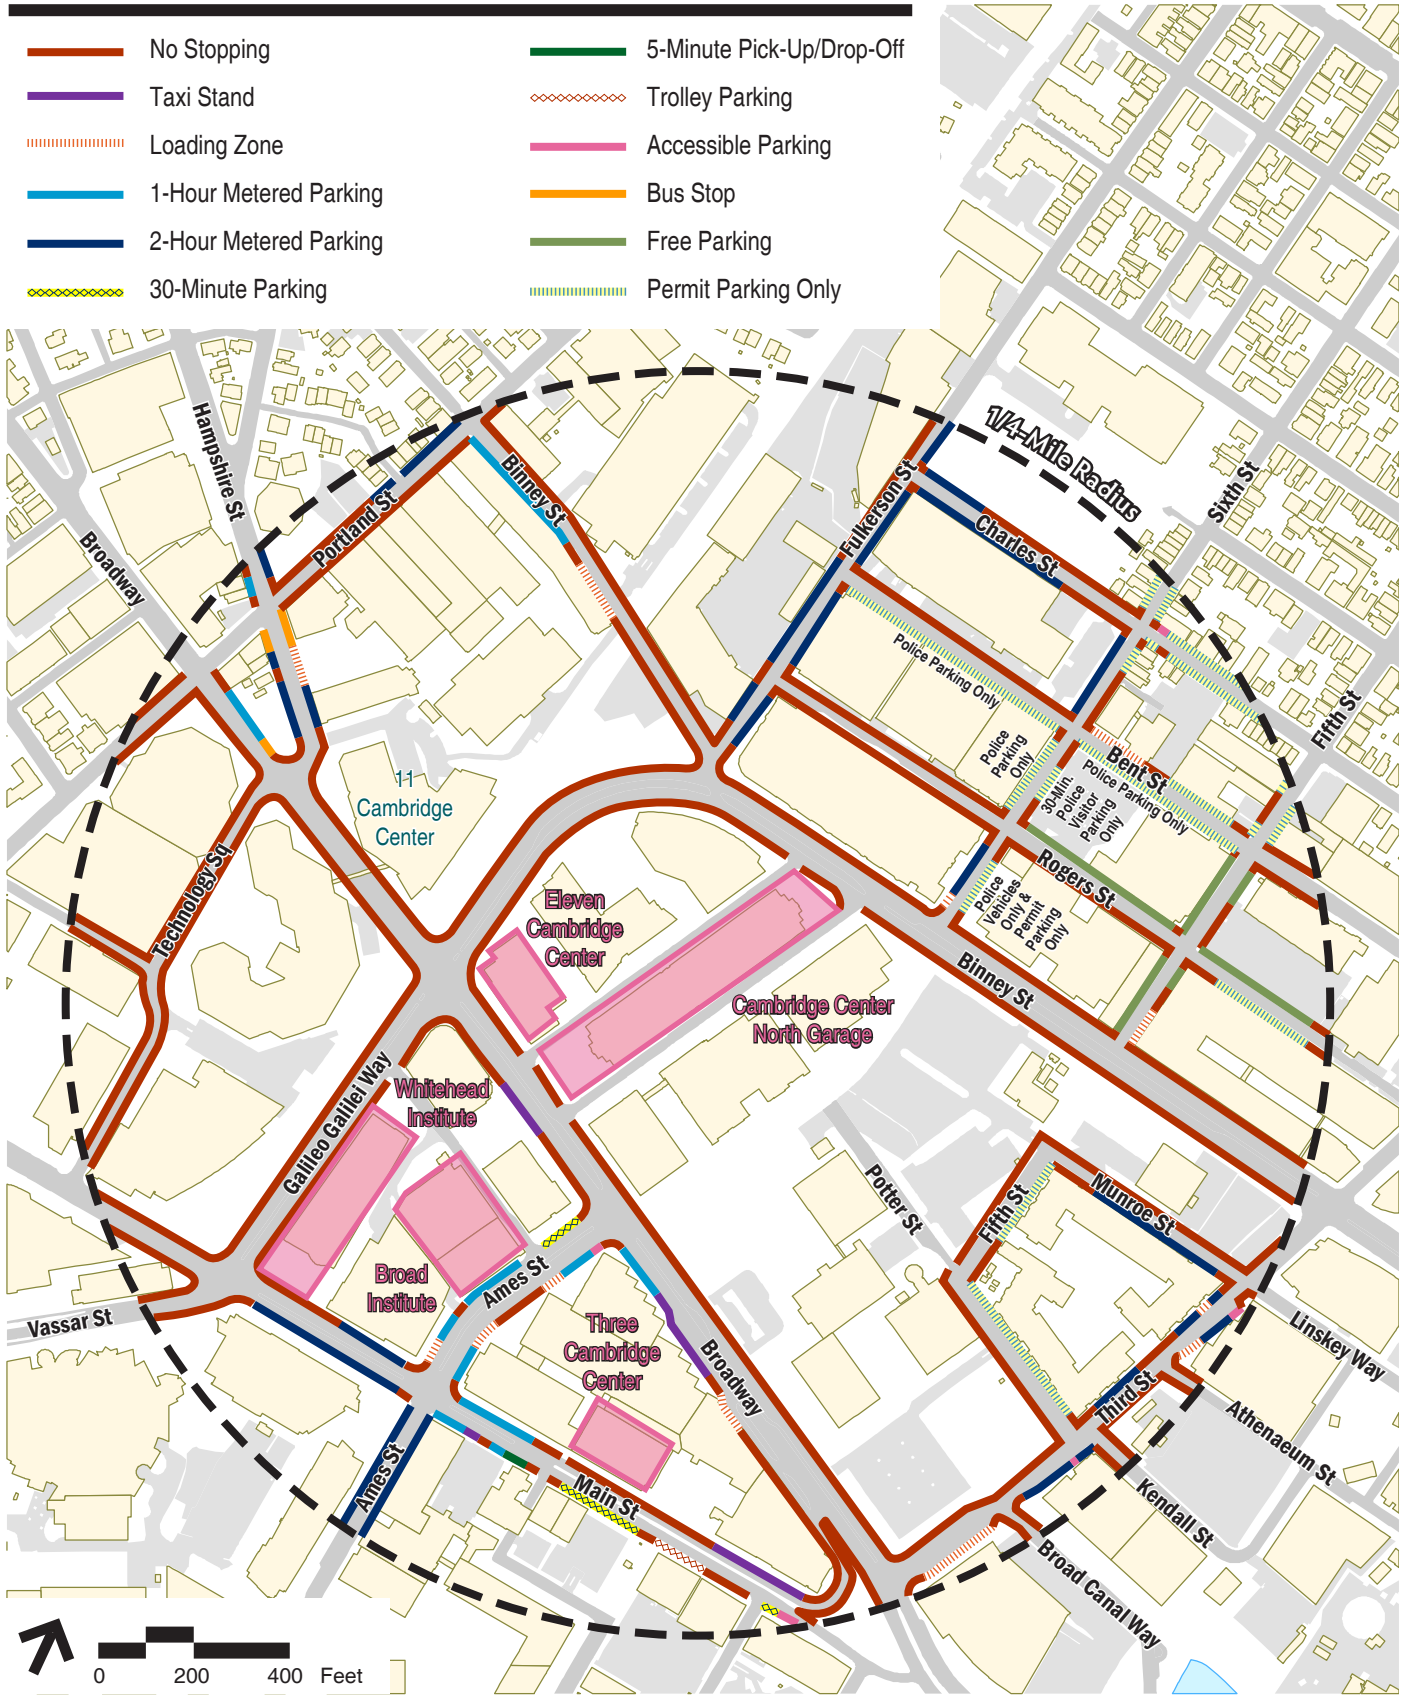 No Stopping
Taxi Stand
Loading Zone
1-Hour Metered Parking
2-Hour Metered Parking
30-Minute Parking
5-Minute Pick-Up/Drop-Off
Trolley Parking
Accessible Parking
Bus Stop
Free Parking
Permit Parking Only
1/4-Mile Radius
Hampshire St
Broadway
Portland St
Binney St
Fulkerson St
Charles St
Sixth St
Fifth St
Police Parking Only
Police
Parking
Only
30-Min.
Police
Visitor
Parking
Only
Bent St
Police Parking Only
Rogers St
Police
Vehicles
Only &
Permit
Parking
Only
Binney St
11
Cambridge
Center
Technology Sq
Eleven
Cambridge
Center
Cambridge Center
North Garage
Whitehead
Institute
Galileo Galilei Way
Broad
Institute
Ames St
Three
Cambridge
Center
Broadway
Vassar St
Potter St
Fifth St
Munroe St
Third St
Linskey Way
Athenaeum St
Kendall St
Broad Canal Way
Main St
Ames St
0 200 400 Feet